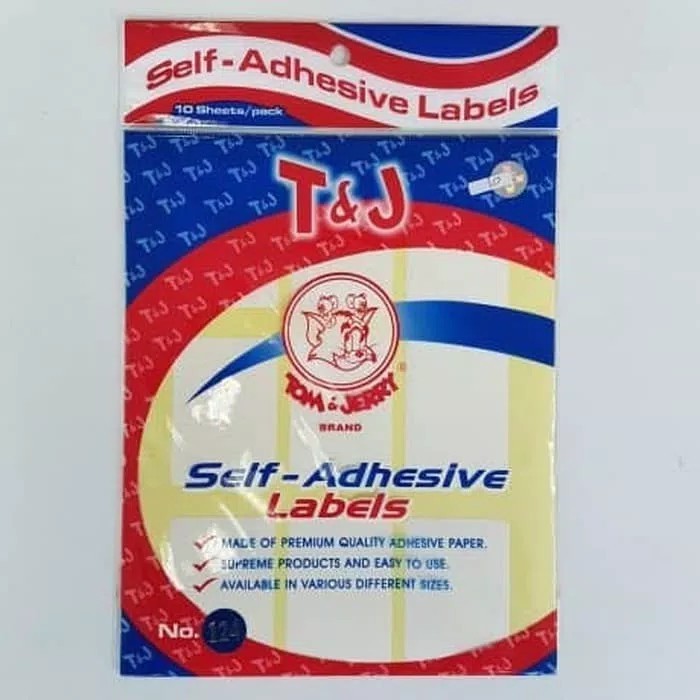 Self-Adhesive Labels
10 Sheets/pack
T&J
TOM & JERRY®
BRAND
Self-Adhesive
Labels
MADE OF PREMIUM QUALITY ADHESIVE PAPER.
SUPREME PRODUCTS AND EASY TO USE.
AVAILABLE IN VARIOUS DIFFERENT SIZES.
No. 124